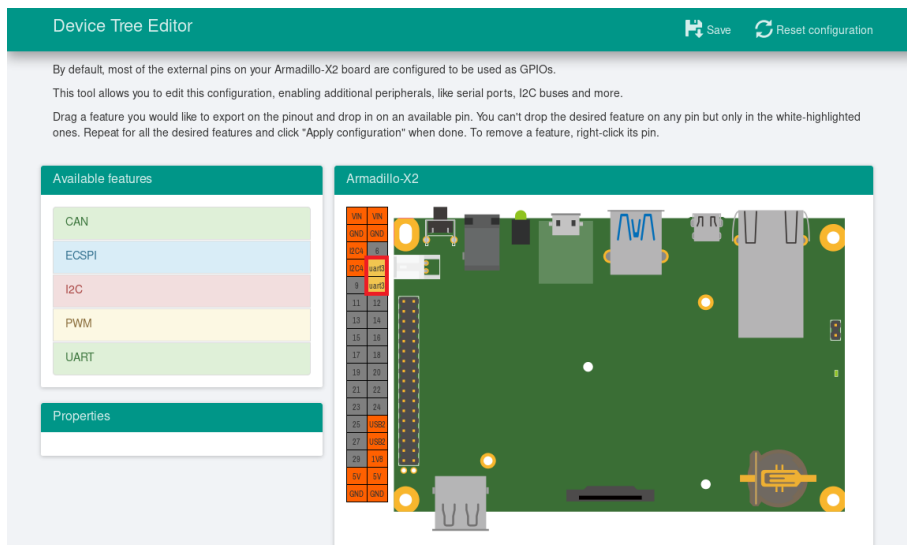 Device Tree Editor
Save
Reset configuration
By default, most of the external pins on your Armadillo-X2 board are configured to be used as GPIOs.
This tool allows you to edit this configuration, enabling additional peripherals, like serial ports, I2C buses and more.
Drag a feature you would like to export on the pinout and drop in on an available pin. You can't drop the desired feature on any pin but only in the white-highlighted
ones. Repeat for all the desired features and click "Apply configuration" when done. To remove a feature, right-click its pin.
Available features
CAN
ECSPI
I2C
PWM
UART
Properties
Armadillo-X2
VIN VIN
GND GND
I2C4 6
I2C4 uart3
9 uart3
11 12
13 14
15 16
17 18
19 20
21 22
23 24
25 USB2
27 USB2
29 1V8
5V 5V
GND GND